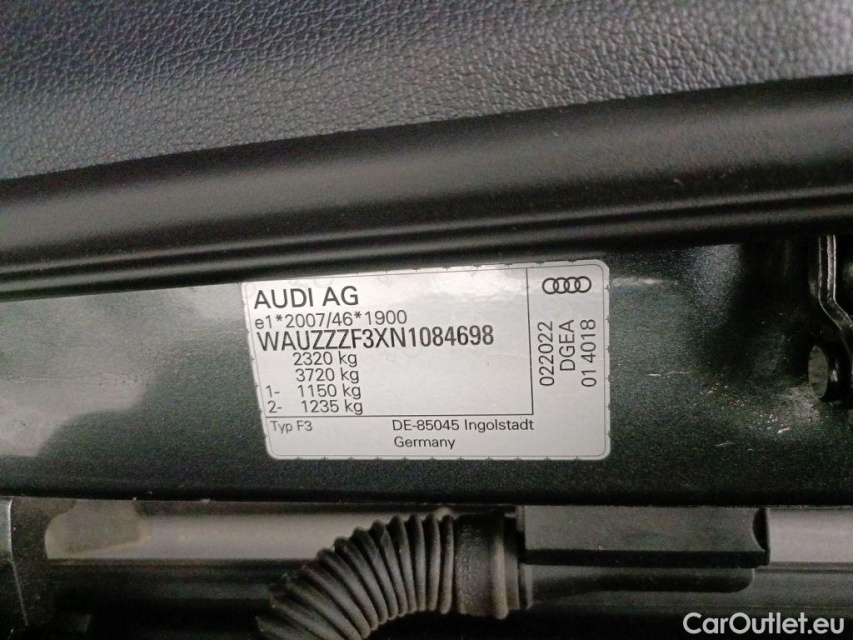 AUDI AG
e1*2007/46*1900
WAUZZZF3XN1084698
2320 kg
3720 kg
1- 1150 kg
2- 1235 kg
Typ F3
DE-85045 Ingolstadt
Germany
022022
DGEA
01 4018
CarOutlet.eu